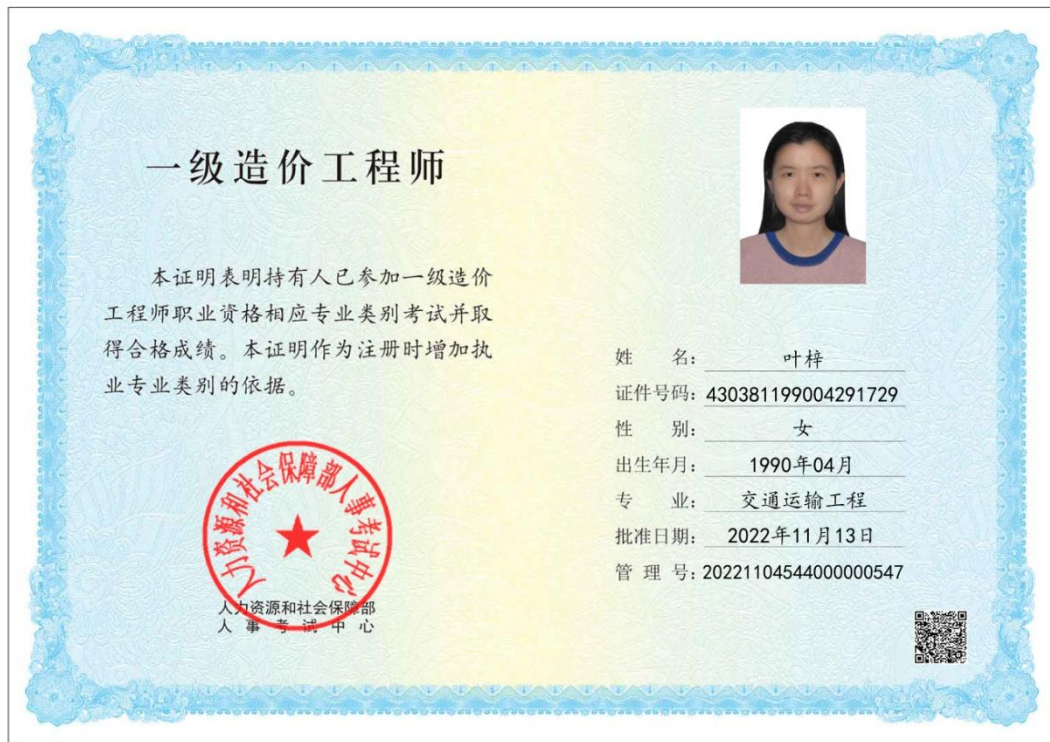 一级造价工程师
本证明表明持有人已参加一级造价
工程师职业资格相应专业类别考试并取
得合格成绩。本证明作为注册时增加执
业专业类别的依据。
人力资源和社会保障部人事考试中心
人力资源和社会保障部
人事考试中心
姓名：叶梓
证件号码：430381199004291729
性别：女
出生年月：1990年04月
专业：交通运输工程
批准日期：2022年11月13日
管理号：20221104544000000547